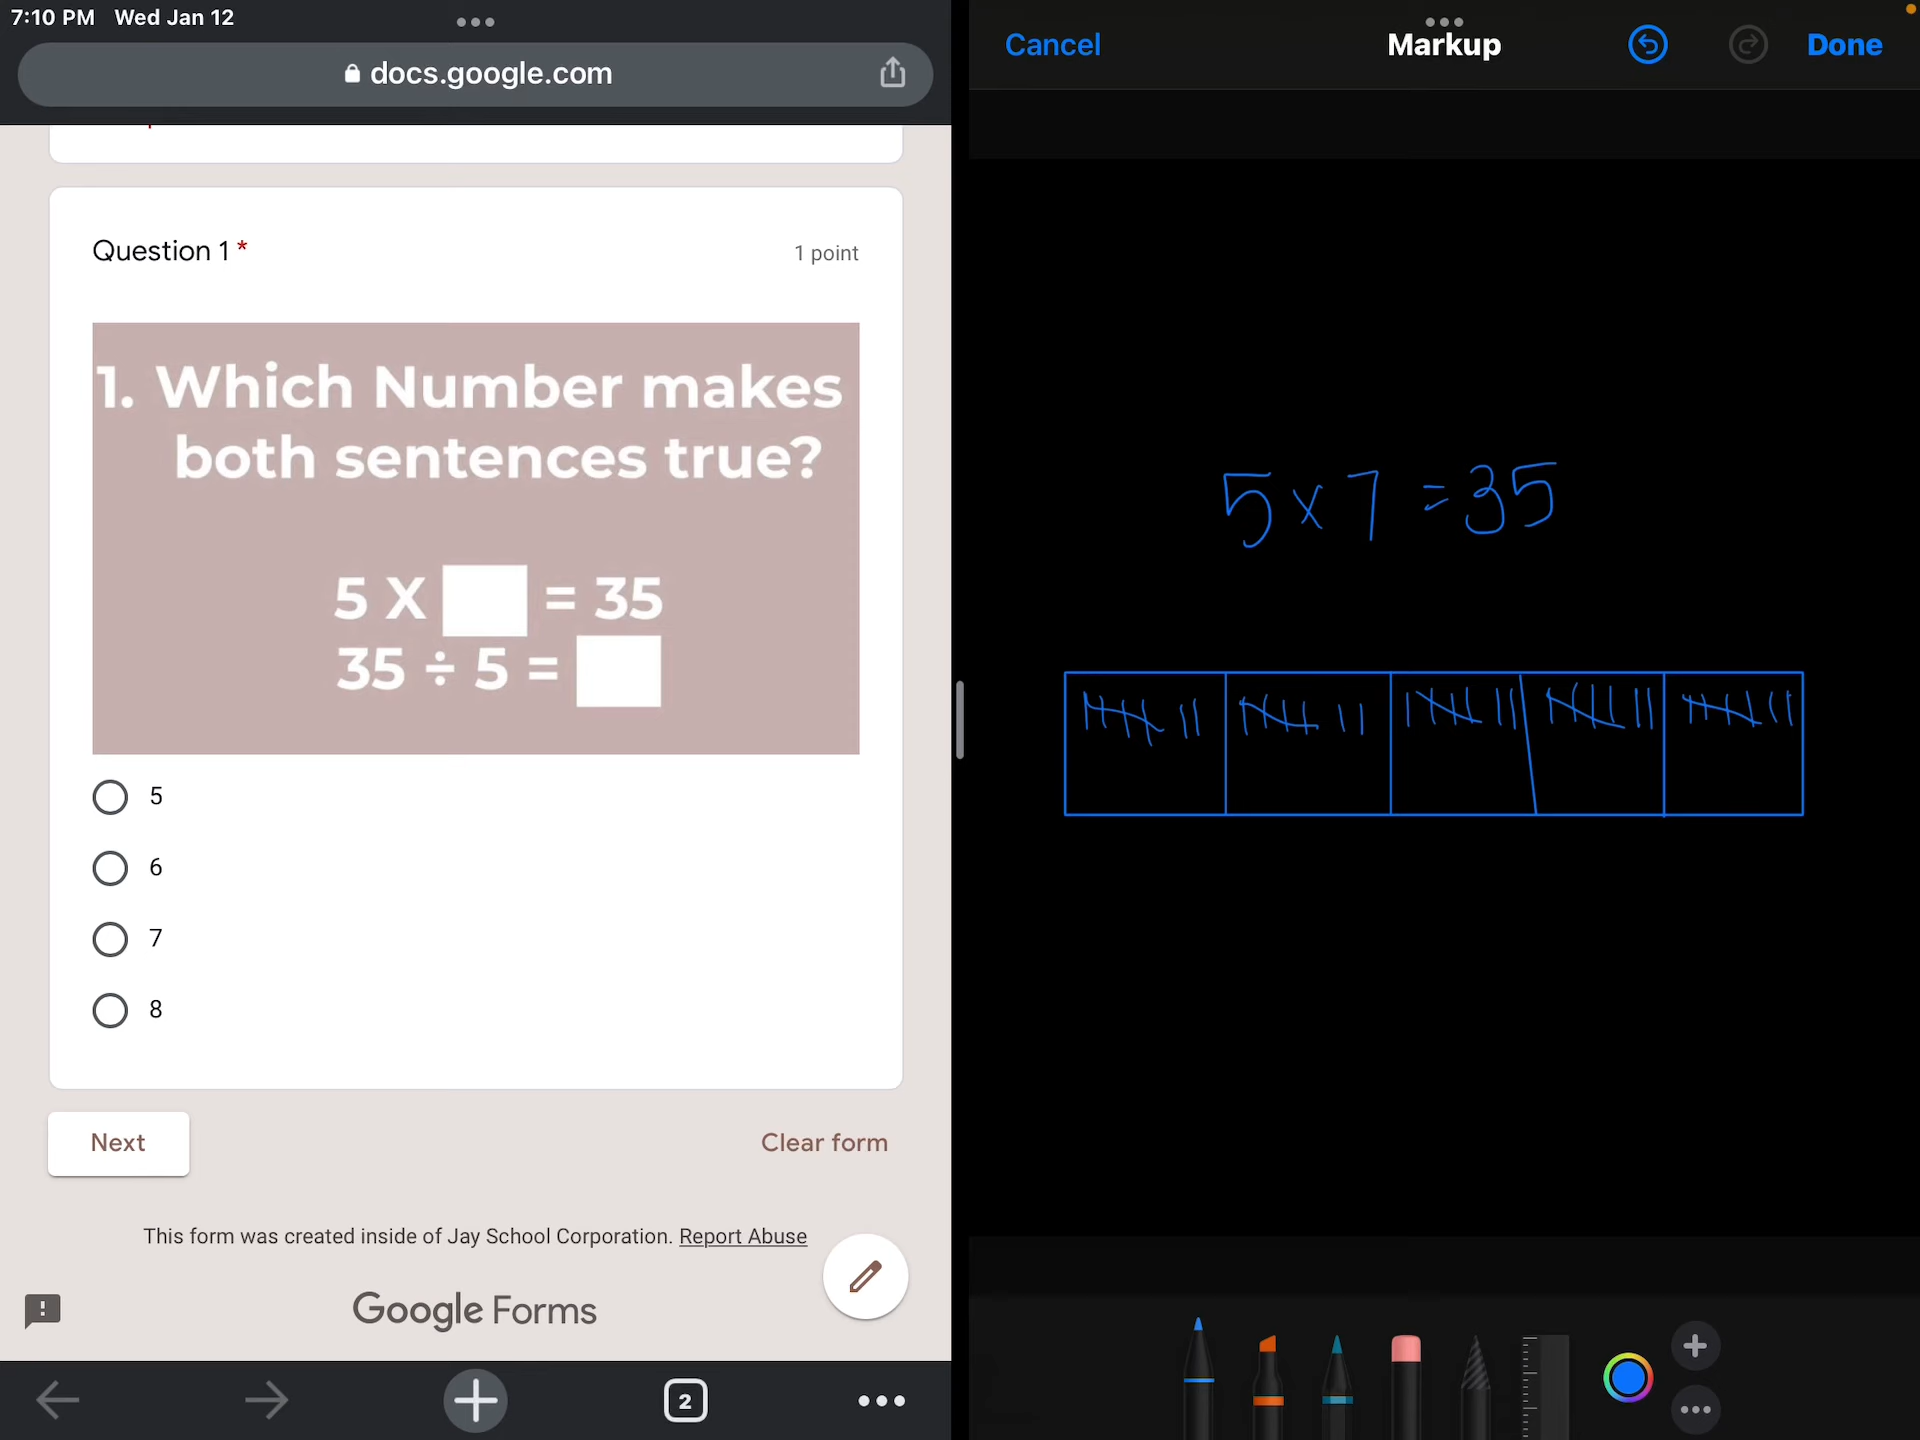 7:10 PM Wed Jan 12
docs.google.com
Question 1 *
1 point
1. Which Number makes
both sentences true?
5 X = 35
35 ÷ 5 =
5
6
7
8
Next
Clear form
This form was created inside of Jay School Corporation. Report Abuse
Google Forms
2
Cancel
Markup
Done
5 x 7 = 35